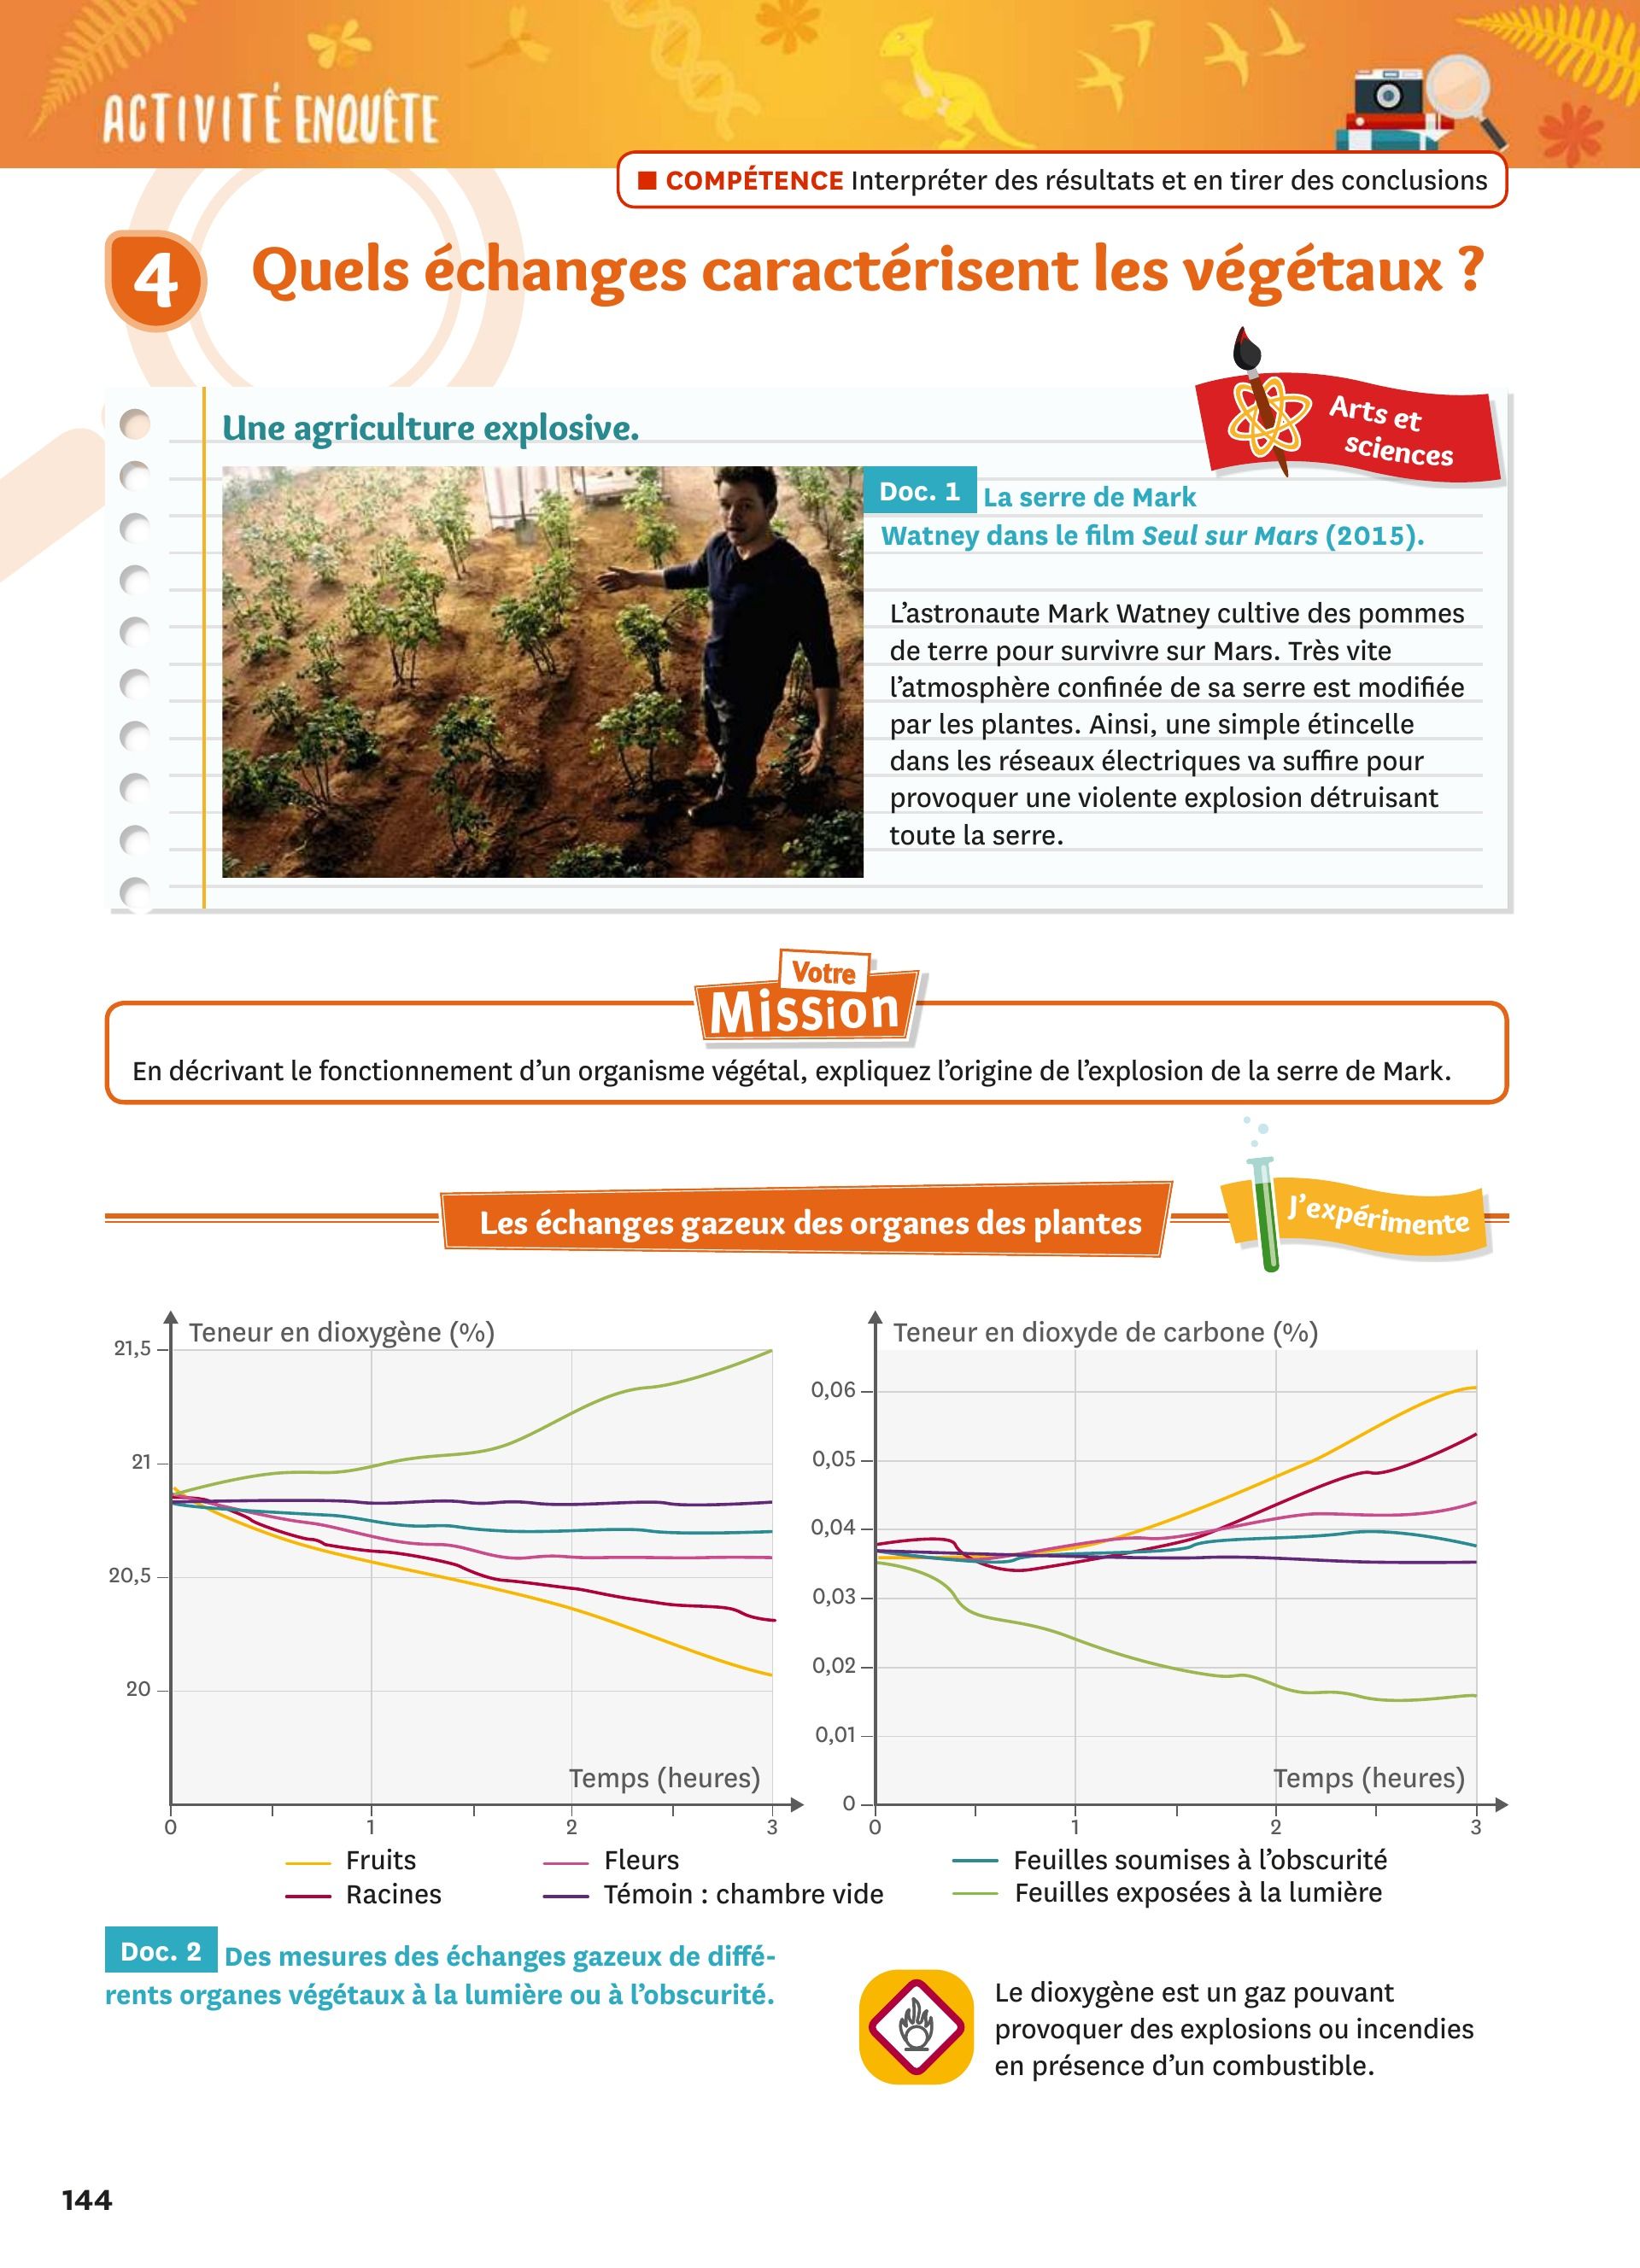 ACTIVITÉ ENQUÊTE
■ COMPÉTENCE Interpréter des résultats et en tirer des conclusions
4 Quels échanges caractérisent les végétaux ?
Arts et
sciences
Une agriculture explosive.
Doc. 1 La serre de Mark
Watney dans le film Seul sur Mars (2015).
L'astronaute Mark Watney cultive des pommes
de terre pour survivre sur Mars. Très vite
l'atmosphère confinée de sa serre est modifiée
par les plantes. Ainsi, une simple étincelle
dans les réseaux électriques va suffire pour
provoquer une violente explosion détruisant
toute la serre.
Votre
Mission
En décrivant le fonctionnement d'un organisme végétal, expliquez l'origine de l'explosion de la serre de Mark.
Les échanges gazeux des organes des plantes
J'expérimente
Teneur en dioxygène (%)
21,5
21
20,5
20
Temps (heures)
0 1 2 3
Teneur en dioxyde de carbone (%)
0,06
0,05
0,04
0,03
0,02
0,01
0
Temps (heures)
0 1 2 3
Fruits
Racines
Fleurs
Témoin : chambre vide
Feuilles soumises à l'obscurité
Feuilles exposées à la lumière
Doc. 2 Des mesures des échanges gazeux de diffé-
rents organes végétaux à la lumière ou à l'obscurité.
Le dioxygène est un gaz pouvant
provoquer des explosions ou incendies
en présence d'un combustible.
144